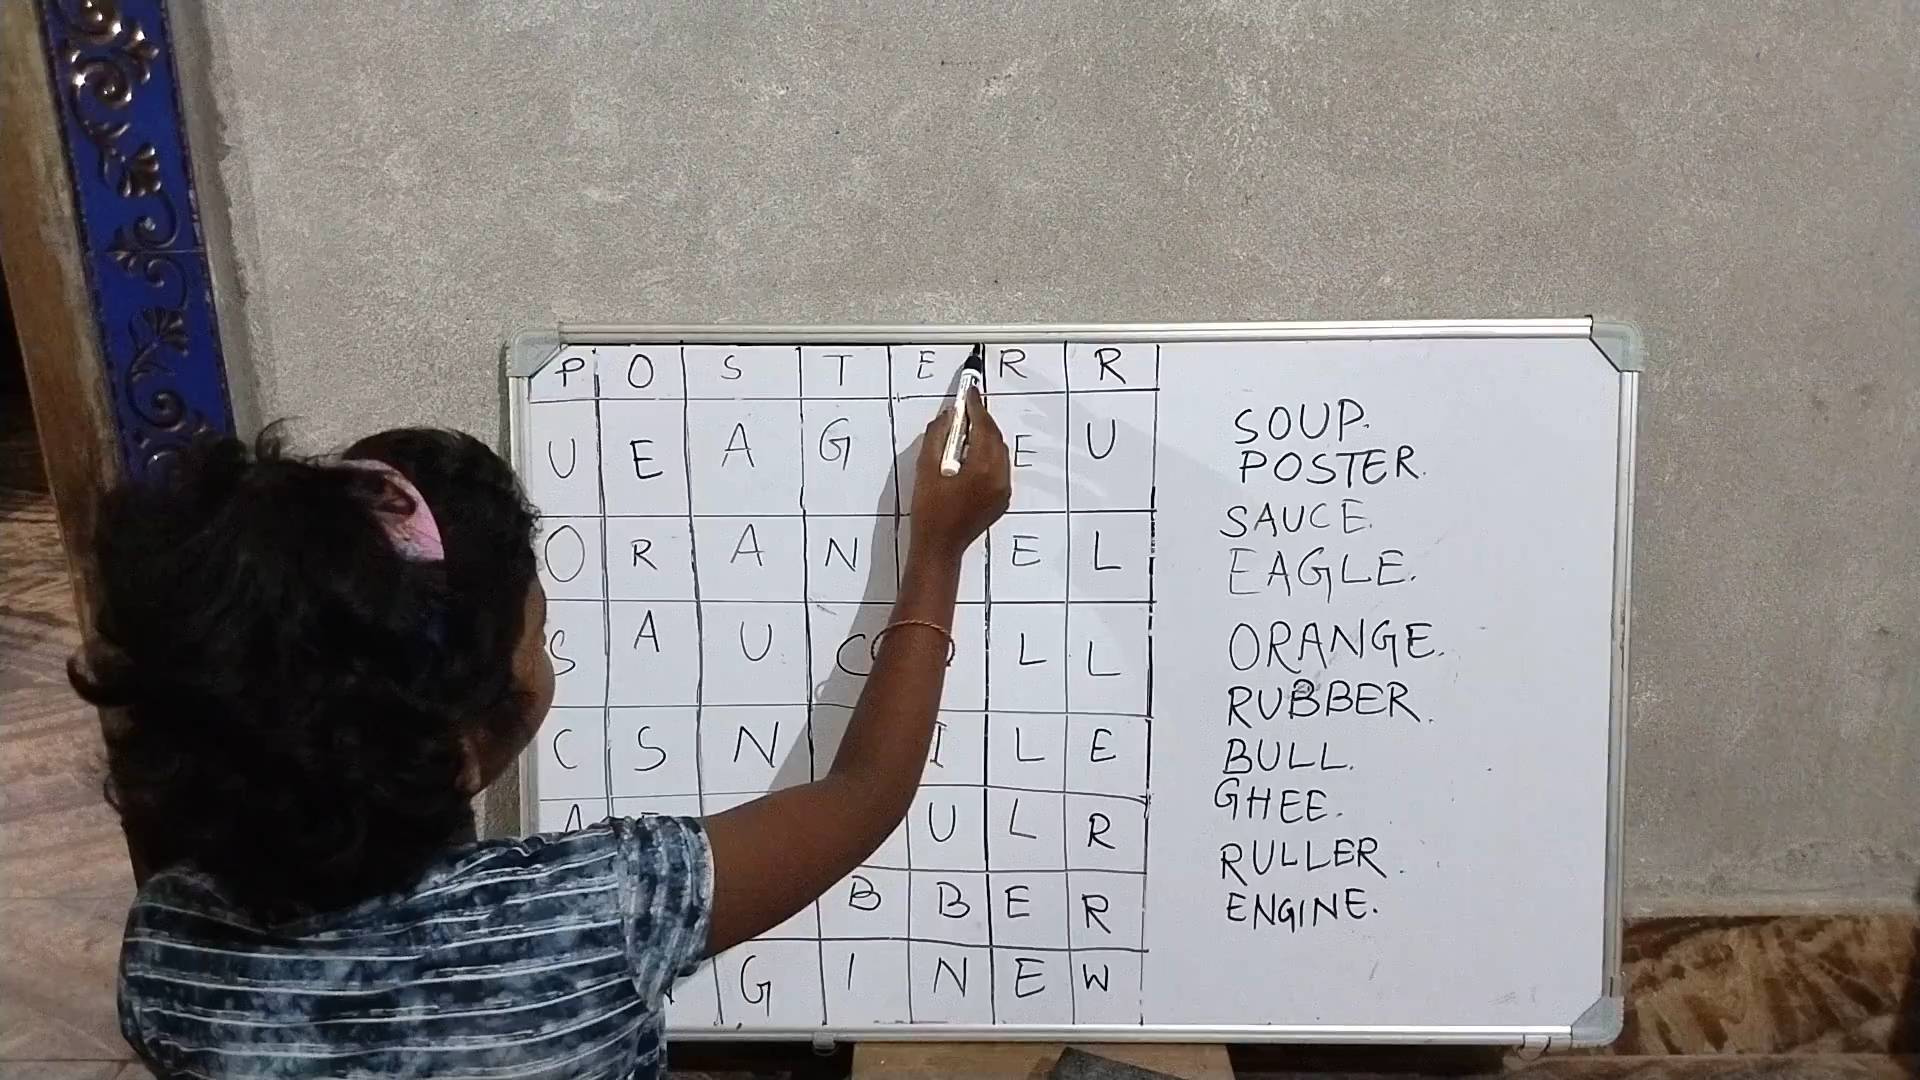 P O S T E R R
U E A G E U
O R A N E L
S A U C L L
C S N I L E
A E U L R
B B E R
G I N E W
SOUP.
POSTER.
SAUCE.
EAGLE.
ORANGE.
RUBBER.
BULL.
GHEE.
RULLER.
ENGINE.